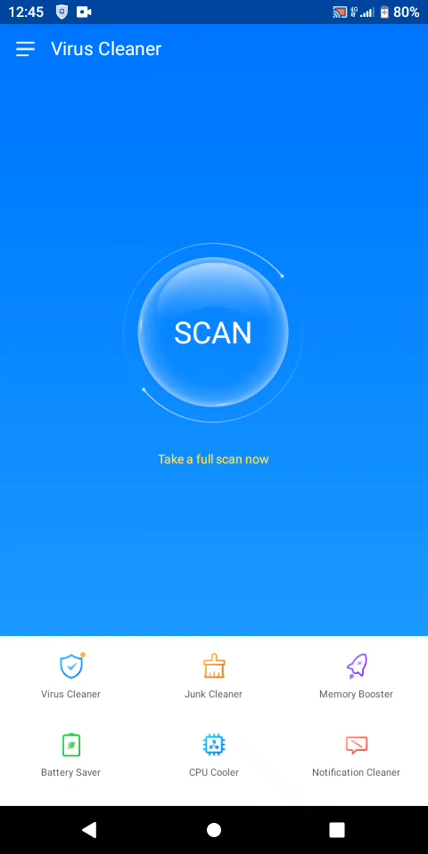 12:45
4G
80%
Virus Cleaner
SCAN
Take a full scan now
Virus Cleaner
Junk Cleaner
Memory Booster
Battery Saver
CPU Cooler
Notification Cleaner